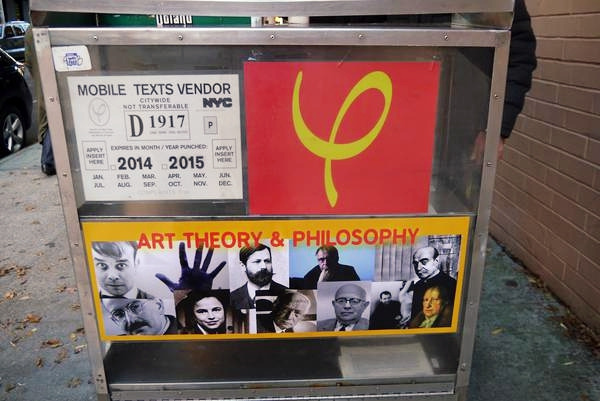 MOBILE TEXTS VENDOR
CITYWIDE
NOT TRANSFERABLE
NYC
D 1917
P
APPLY INSERT HERE
EXPIRES IN MONTH / YEAR PUNCHED:
2014 2015
APPLY INSERT HERE
JAN. FEB. MAR. APR. MAY. JUN.
JUL. AUG. SEP. OCT. NOV. DEC.
φ
ART THEORY & PHILOSOPHY